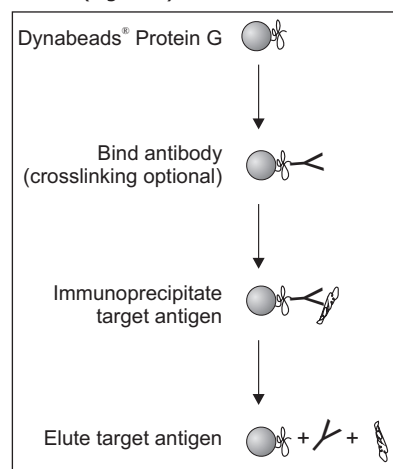 Dynabeads® Protein G
Bind antibody
(crosslinking optional)
Immunoprecipitate
target antigen
Elute target antigen + +